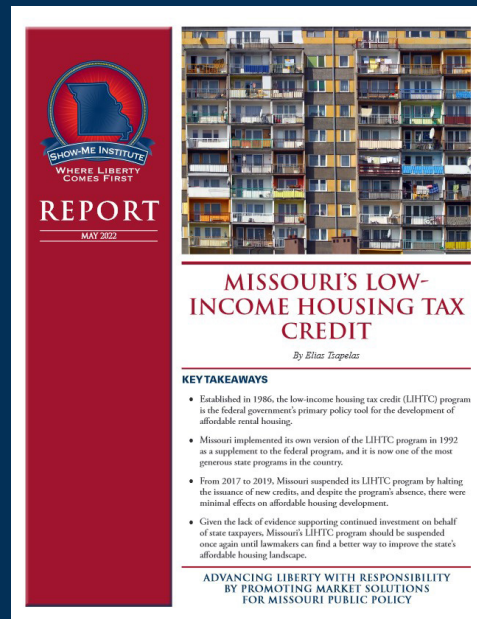 SHOW-ME INSTITUTE
WHERE LIBERTY
COMES FIRST
REPORT
MAY 2022
MISSOURI'S LOW-
INCOME HOUSING TAX
CREDIT
By Elias Tsapelas
KEY TAKEAWAYS
• Established in 1986, the low-income housing tax credit (LIHTC) program
is the federal government's primary policy tool for the development of
affordable rental housing.
• Missouri implemented its own version of the LIHTC program in 1992
as a supplement to the federal program, and it is now one of the most
generous state programs in the country.
• From 2017 to 2019, Missouri suspended its LIHTC program by halting
the issuance of new credits, and despite the program's absence, there were
minimal effects on affordable housing development.
• Given the lack of evidence supporting continued investment on behalf
of state taxpayers, Missouri's LIHTC program should be suspended
once again until lawmakers can find a better way to improve the state's
affordable housing landscape.
ADVANCING LIBERTY WITH RESPONSIBILITY
BY PROMOTING MARKET SOLUTIONS
FOR MISSOURI PUBLIC POLICY